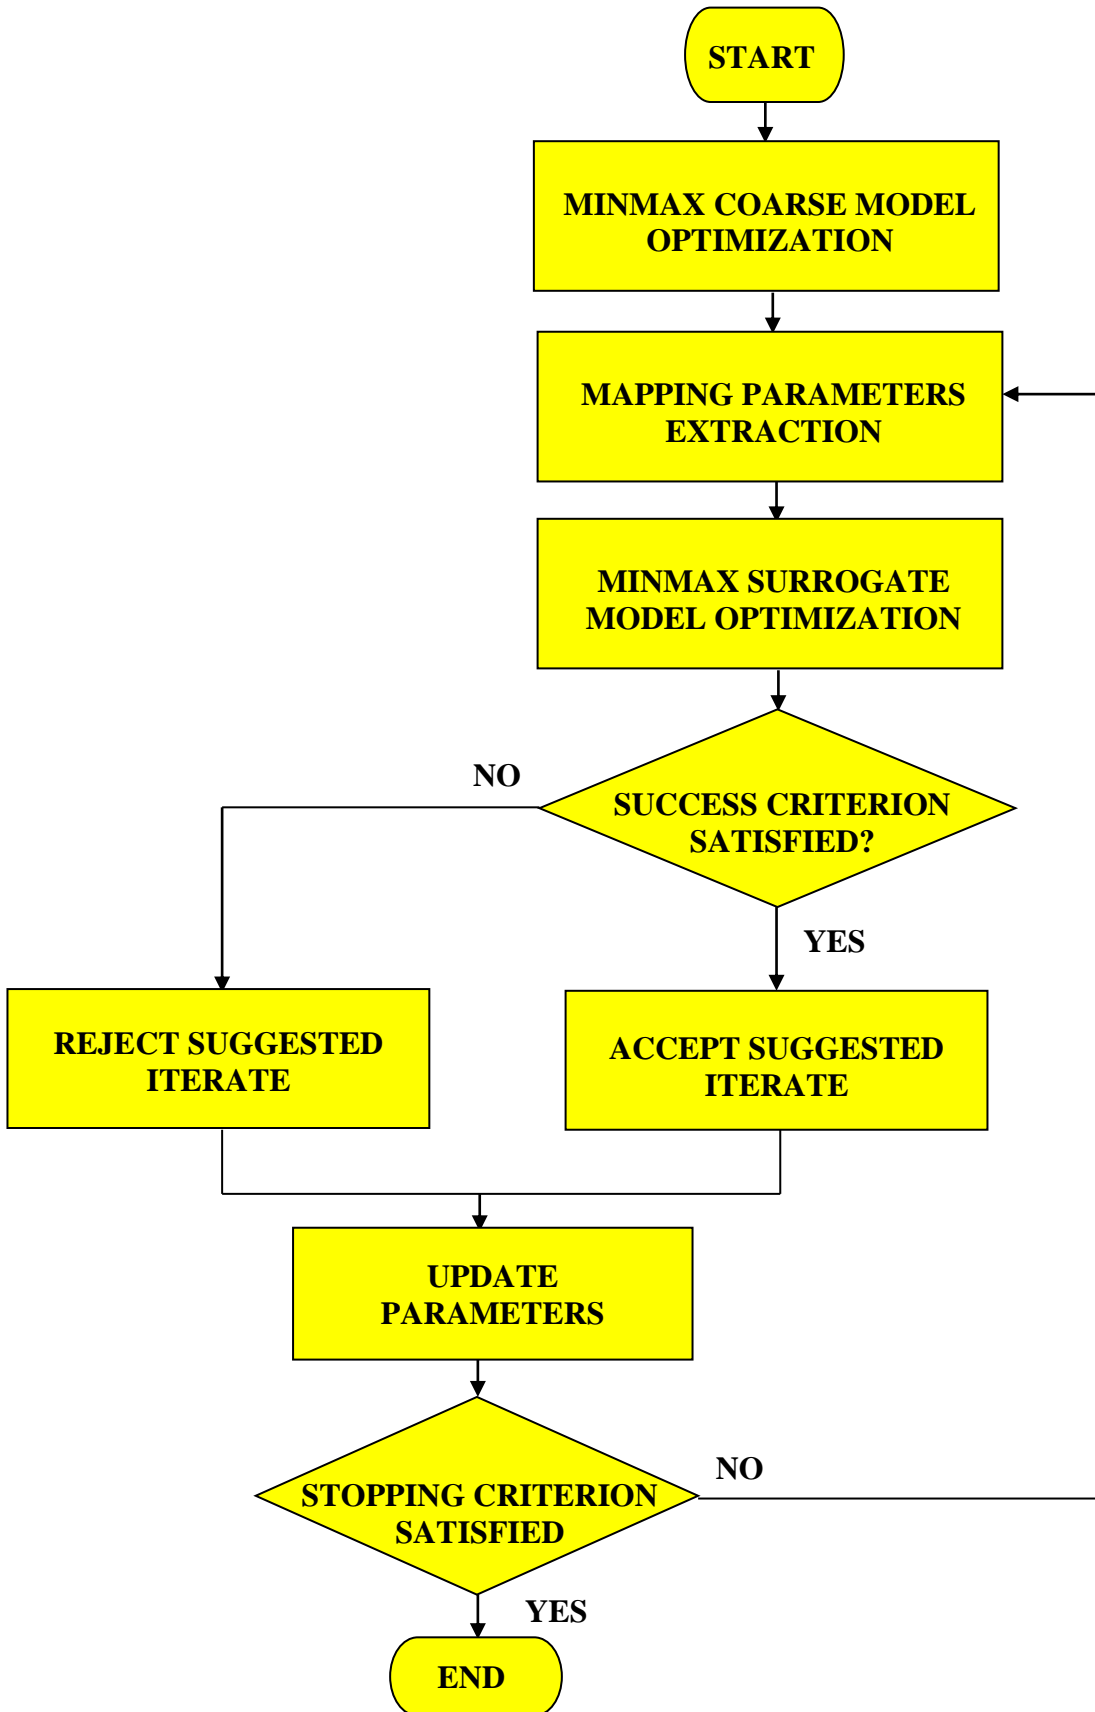 START
MINMAX COARSE MODEL
OPTIMIZATION
MAPPING PARAMETERS
EXTRACTION
MINMAX SURROGATE
MODEL OPTIMIZATION
NO
SUCCESS CRITERION
SATISFIED?
YES
REJECT SUGGESTED
ITERATE
ACCEPT SUGGESTED
ITERATE
UPDATE
PARAMETERS
NO
STOPPING CRITERION
SATISFIED
YES
END